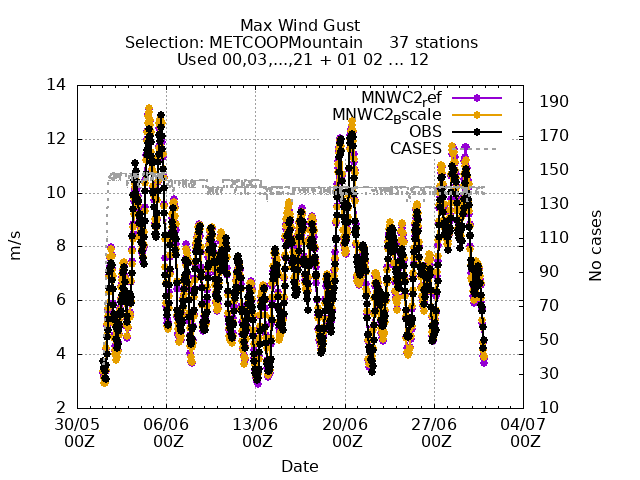 Max Wind Gust
Selection: METCOOPMountain 37 stations
Used 00,03,...,21 + 01 02 ... 12
MNWC2ref
MNWC2Bscale
OBS
CASES
14
12
10
8
6
4
2
m/s
190
170
150
130
110
90
70
50
30
10
No cases
30/05 06/06 13/06 20/06 27/06 04/07
00Z 00Z 00Z 00Z 00Z 00Z
Date